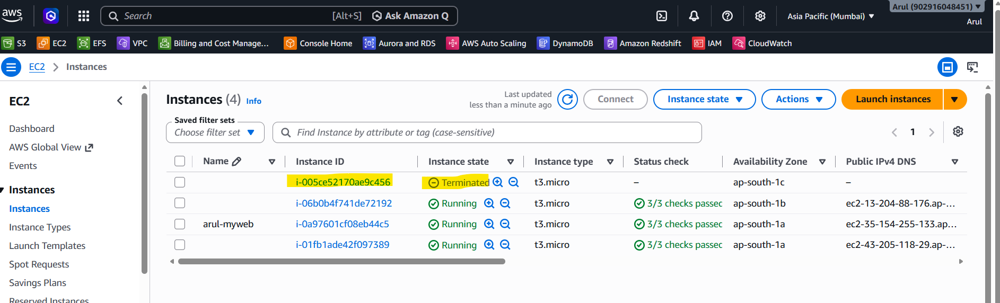 aws
Search [Alt+S] Ask Amazon Q
Asia Pacific (Mumbai)
Arul (902916048451)
Arul
S3 EC2 EFS VPC Billing and Cost Manage... Console Home Aurora and RDS AWS Auto Scaling DynamoDB Amazon Redshift IAM CloudWatch
EC2 > Instances
EC2
Dashboard
AWS Global View
Events
Instances
Instances
Instance Types
Launch Templates
Spot Requests
Savings Plans
Reserved Instances
Instances (4) Info
Last updated
less than a minute ago
Connect Instance state Actions Launch instances
Saved filter sets
Choose filter set
Find Instance by attribute or tag (case-sensitive)
1
Name Instance ID Instance state Instance type Status check Availability Zone Public IPv4 DNS
i-005ce52170ae9c456 Terminated t3.micro – ap-south-1c –
i-06b0b4f741de72192 Running t3.micro 3/3 checks passed ap-south-1b ec2-13-204-88-176.ap-...
arul-myweb i-0a97601cf08eb44c5 Running t3.micro 3/3 checks passed ap-south-1a ec2-35-154-255-133.ap...
i-01fb1ade42f097389 Running t3.micro 3/3 checks passed ap-south-1a ec2-43-205-118-29.ap-...